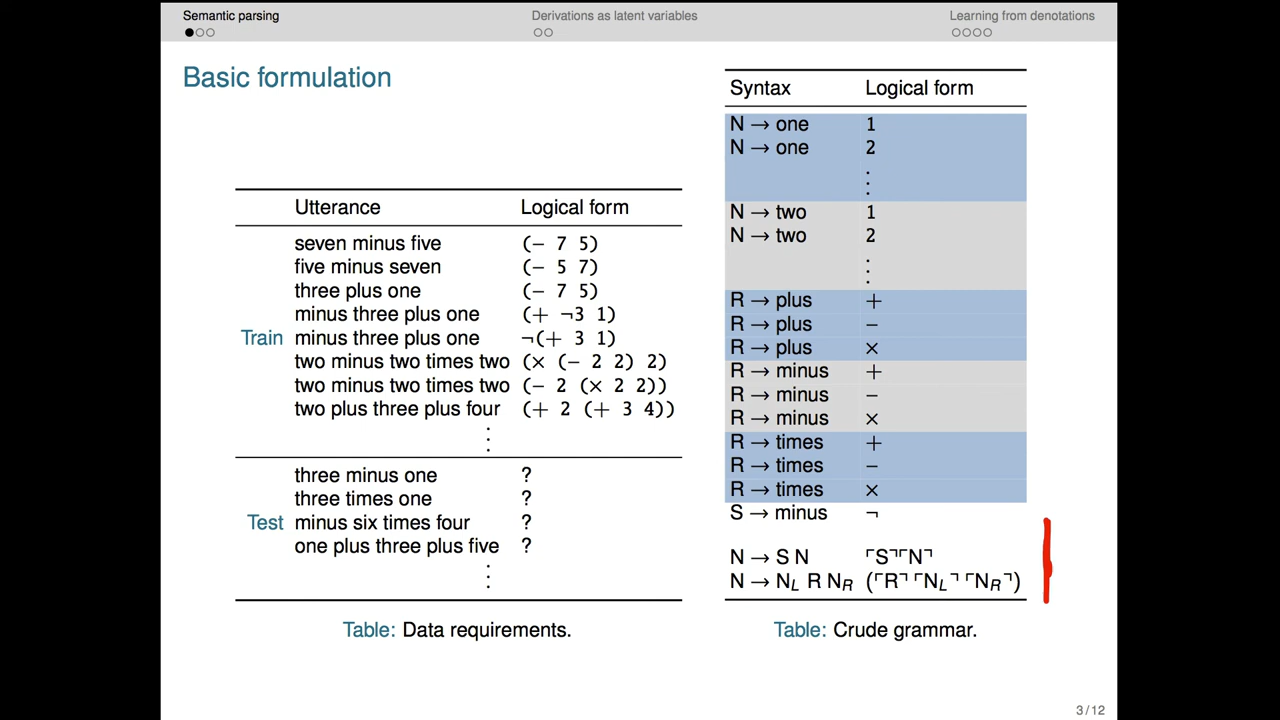 Semantic parsing Derivations as latent variables Learning from denotations
Basic formulation
Utterance Logical form
seven minus five (− 7 5)
five minus seven (− 5 7)
three plus one (− 7 5)
minus three plus one (+ ¬3 1)
Train minus three plus one ¬(+ 3 1)
two minus two times two (× (− 2 2) 2)
two minus two times two (− 2 (× 2 2))
two plus three plus four (+ 2 (+ 3 4))
⋮
three minus one ?
three times one ?
Test minus six times four ?
one plus three plus five ?
⋮
Table: Data requirements.
Syntax Logical form
N → one 1
N → one 2
⋮
N → two 1
N → two 2
⋮
R → plus +
R → plus −
R → plus ×
R → minus +
R → minus −
R → minus ×
R → times +
R → times −
R → times ×
S → minus ¬
N → S N ⌜S⌝⌜N⌝
N → N_L R N_R (⌜R⌝ ⌜N_L⌝ ⌜N_R⌝)
Table: Crude grammar.
3 / 12